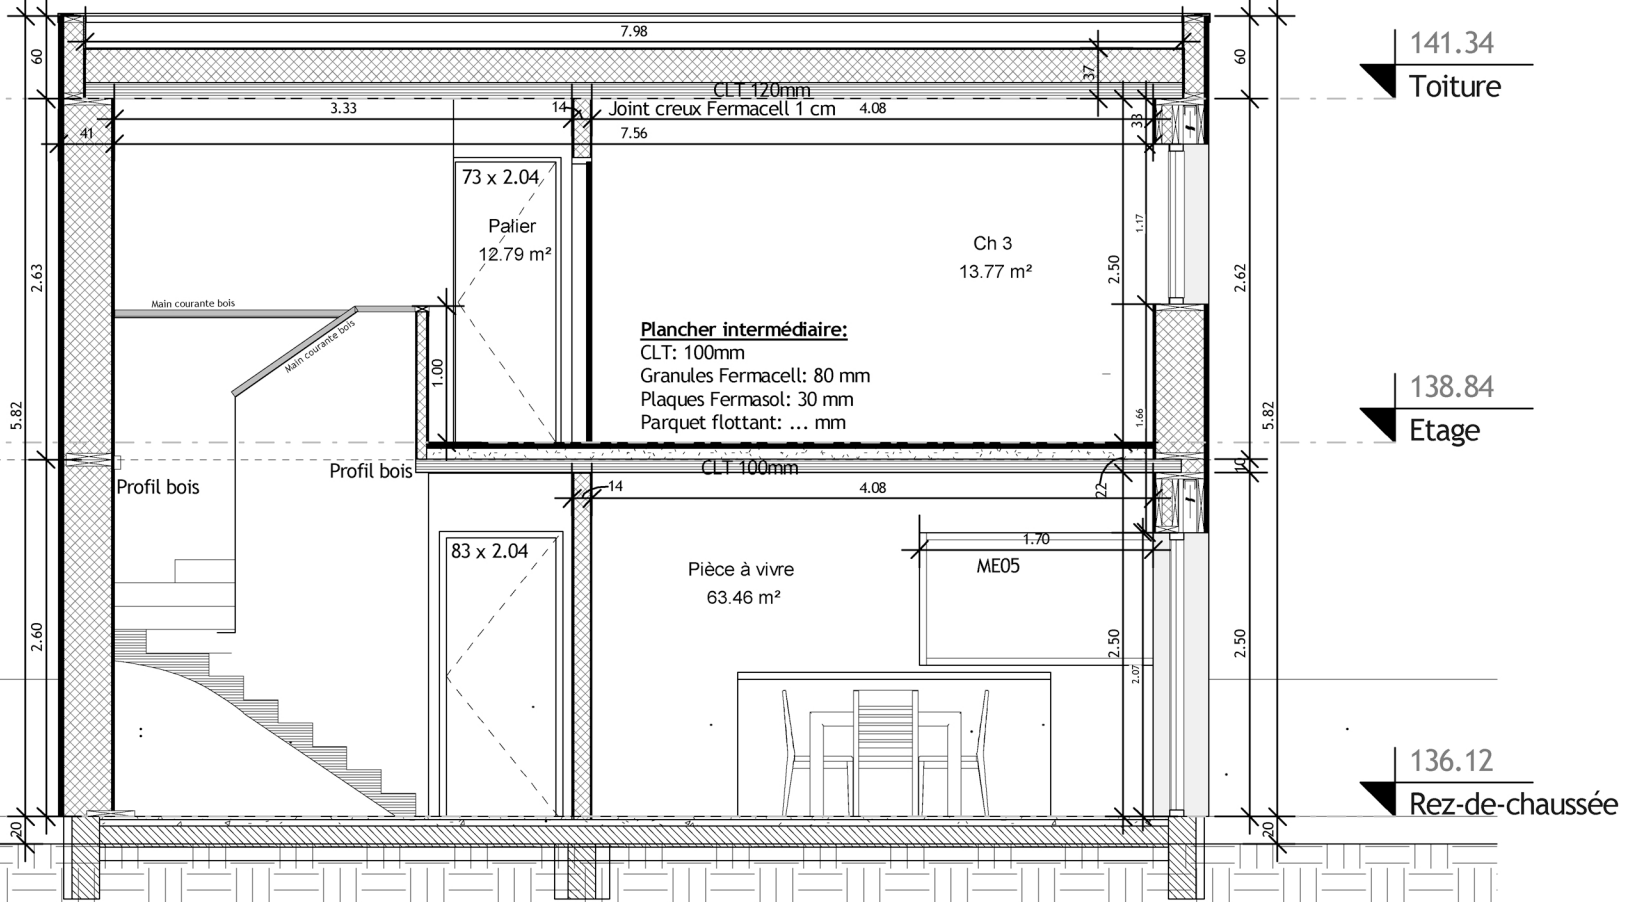 7.98
60
60
141.34
Toiture
37
CLT 120mm
3.33
14
Joint creux Fermacell 1 cm
4.08
38
41
7.56
73 x 2.04
Palier
12.79 m²
Ch 3
13.77 m²
1.17
2.63
2.50
2.62
Main courante bois
Main courante bois
Plancher intermédiaire:
CLT: 100mm
Granules Fermacell: 80 mm
Plaques Fermasol: 30 mm
Parquet flottant: ... mm
1.00
138.84
Etage
5.82
1.66
5.82
Profil bois
Profil bois
CLT 100mm
10
14
4.08
22
83 x 2.04
1.70
ME05
Pièce à vivre
63.46 m²
2.60
2.50
2.50
2.07
136.12
Rez-de-chaussée
20
20